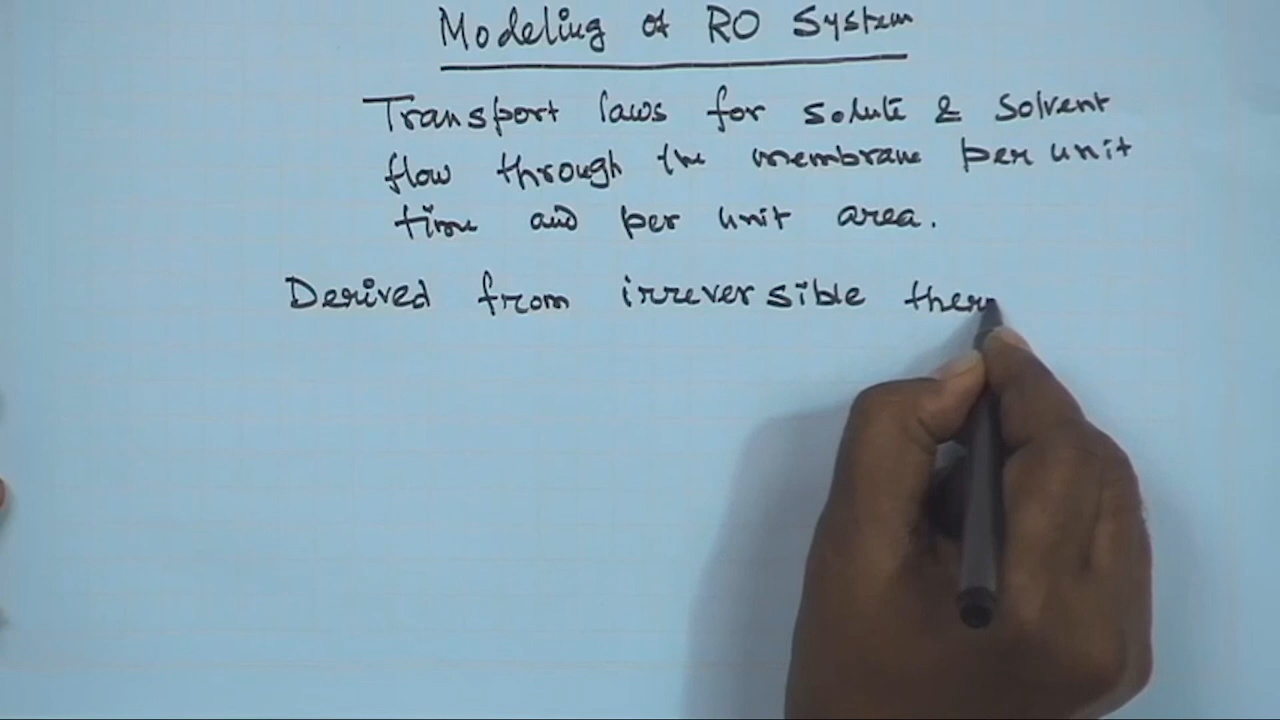 Modeling of RO System
Transport laws for solute & solvent
flow through the membrane per unit
time and per unit area.
Derived from irreversible ther